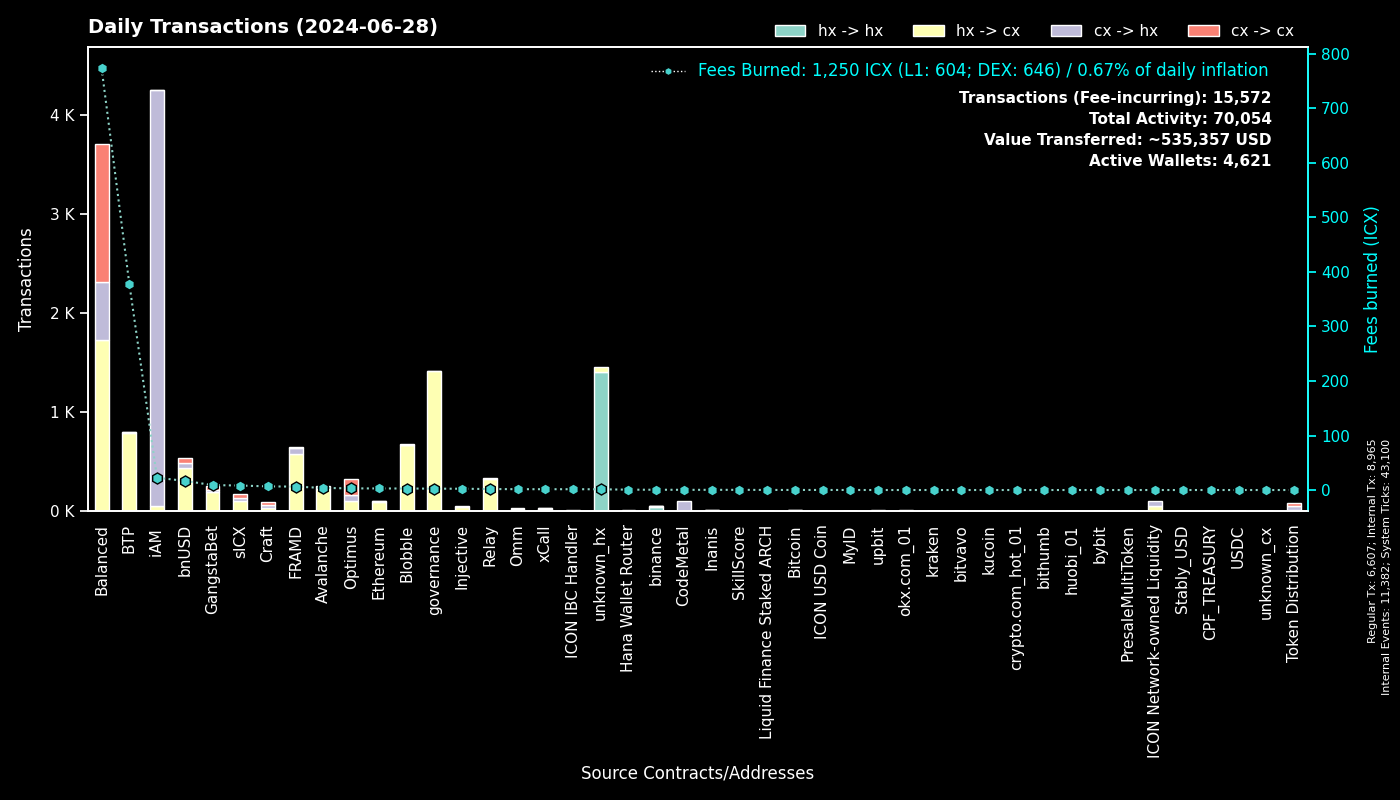 Daily Transactions (2024-06-28)
hx -> hx
hx -> cx
cx -> hx
cx -> cx
Fees Burned: 1,250 ICX (L1: 604; DEX: 646) / 0.67% of daily inflation
Transactions (Fee-incurring): 15,572
Total Activity: 70,054
Value Transferred: ~535,357 USD
Active Wallets: 4,621
Transactions
4 K
3 K
2 K
1 K
0 K
800
700
600
500
400
300
200
100
0
Fees burned (ICX)
Balanced
BTP
IAM
bnUSD
GangstaBet
sICX
Craft
FRAMD
Avalanche
Optimus
Ethereum
Blobble
governance
Injective
Relay
Omm
xCall
ICON IBC Handler
unknown_hx
Hana Wallet Router
binance
CodeMetal
Inanis
SkillScore
Liquid Finance Staked ARCH
Bitcoin
ICON USD Coin
MyID
upbit
okx.com_01
kraken
bitvavo
kucoin
crypto.com_hot_01
bithumb
huobi_01
bybit
PresaleMultiToken
ICON Network-owned Liquidity
Stably_USD
CPF_TREASURY
USDC
unknown_cx
Token Distribution
Source Contracts/Addresses
Regular Tx: 6,607; Internal Tx: 8,965
Internal Events: 11,382; System Ticks: 43,100